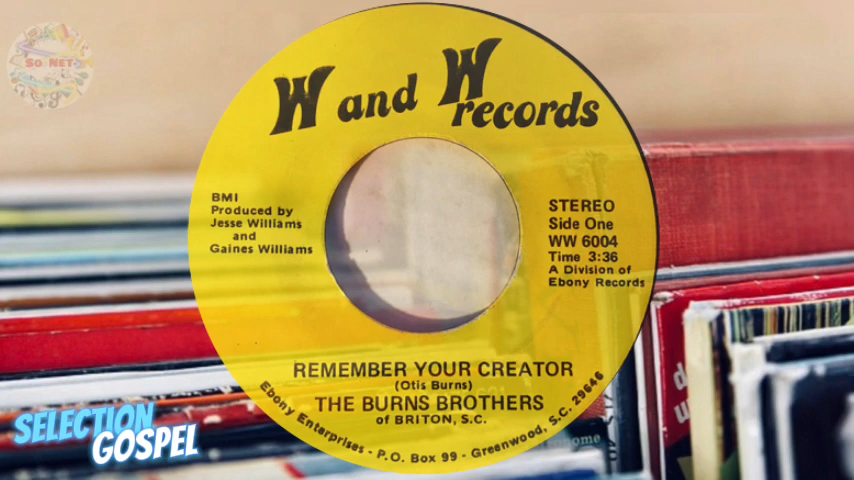 So Net
W and W
records
BMI
Produced by
Jesse Williams
and
Gaines Williams
STEREO
Side One
WW 6004
Time 3:36
A Division of
Ebony Records
REMEMBER YOUR CREATOR
(Otis Burns)
THE BURNS BROTHERS
of BRITON, S.C.
Ebony Enterprises - P.O. Box 99 - Greenwood, S.C. 29646
SELECTION
GOSPEL